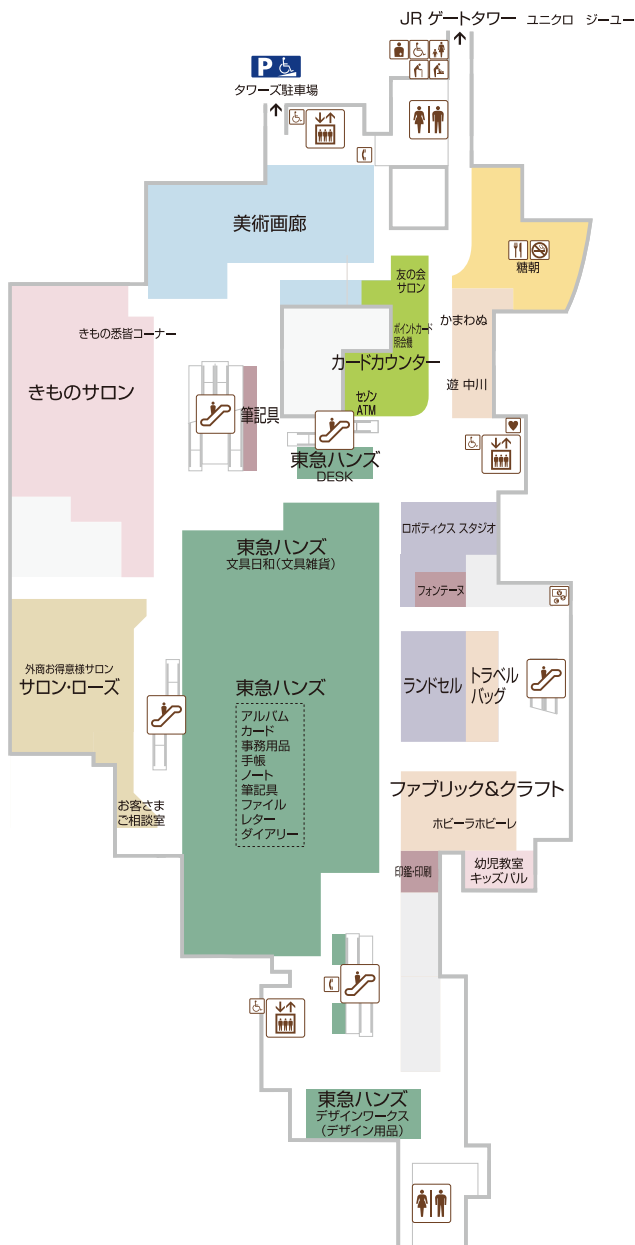 JR ゲートタワー ユニクロ ジーユー
P
タワーズ駐車場
美術画廊
友の会
サロン
糖朝
ポイントカード
照会機
かまわぬ
きもの悉皆コーナー
カードカウンター
きものサロン
遊 中川
セゾン
ATM
筆記具
東急ハンズ
DESK
ロボティクス スタジオ
東急ハンズ
文具日和(文具雑貨)
フォンテーヌ
外商お得意様サロン
サロン・ローズ
東急ハンズ
ランドセル
トラベル
バッグ
アルバム
カード
事務用品
手帳
ノート
筆記具
ファイル
レター
ダイアリー
ファブリック&クラフト
お客さま
ご相談室
ホビーラホビーレ
印鑑・印刷
幼児教室
キッズパル
東急ハンズ
デザインワークス
(デザイン用品)